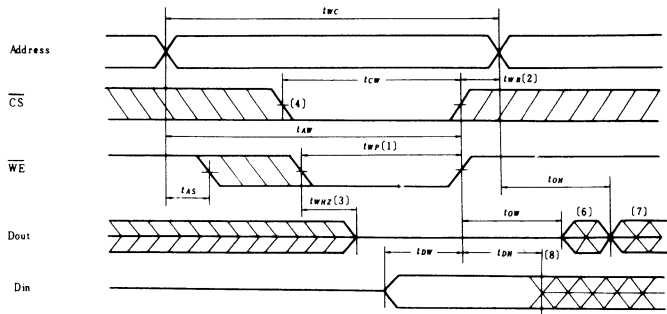 tWC
Address
tCW
tWR(2)
CS
(4)
tAW
tWP(1)
WE
tAS
tOH
tWHZ(3)
tOW
(6)
(7)
Dout
tDW
tDH
(8)
Din